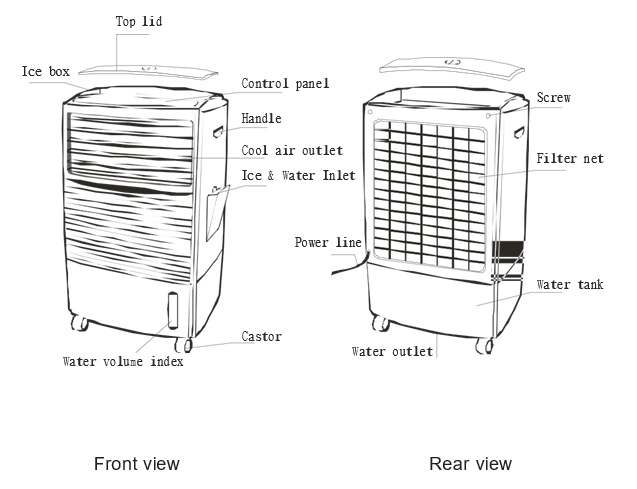 Top lid
Ice box
Control panel
Handle
Cool air outlet
Ice & Water Inlet
Castor
Water volume index
Screw
Filter net
Power line
Water tank
Water outlet
Front view
Rear view